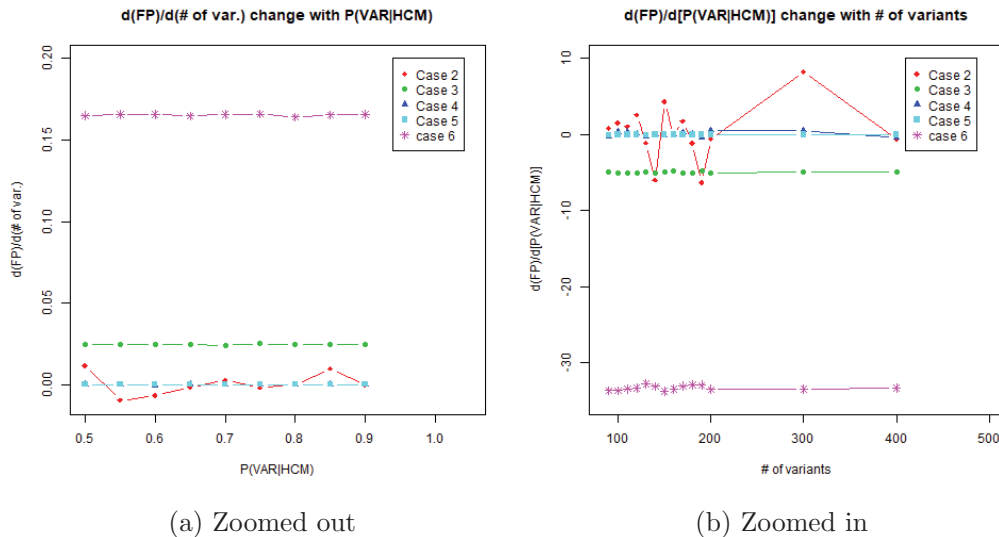 d(FP)/d(# of var.) change with P(VAR|HCM)
d(FP)/d(# of var.)
0.20
0.15
0.10
0.05
0.00
Case 2
Case 3
Case 4
Case 5
case 6
0.5 0.6 0.7 0.8 0.9 1.0
P(VAR|HCM)
(a) Zoomed out
d(FP)/d[P(VAR|HCM)] change with # of variants
d(FP)/d[P(VAR|HCM)]
10
0
-10
-20
-30
Case 2
Case 3
Case 4
Case 5
case 6
100 200 300 400 500
# of variants
(b) Zoomed in